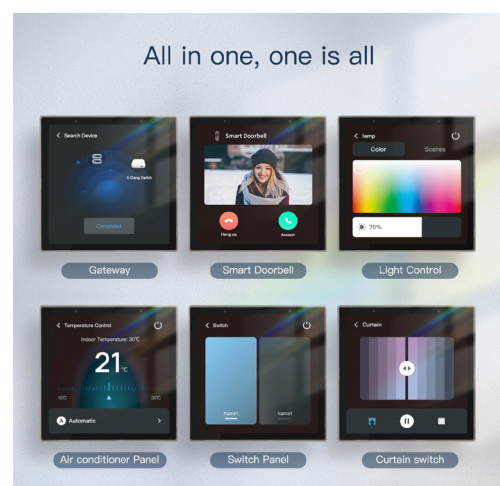 All in one, one is all
Search Device
Smart Doorbell
lamp
Color
Scenes
Completed
Hang up
Answer
70%
Gateway
Smart Doorbell
Light Control
Temperature Control
Switch
Curtain
Indoor Temperature: 30℃
21℃
16℃
30℃
Name1
Name1
A Automatic
Air conditioner Panel
Switch Panel
Curtain switch